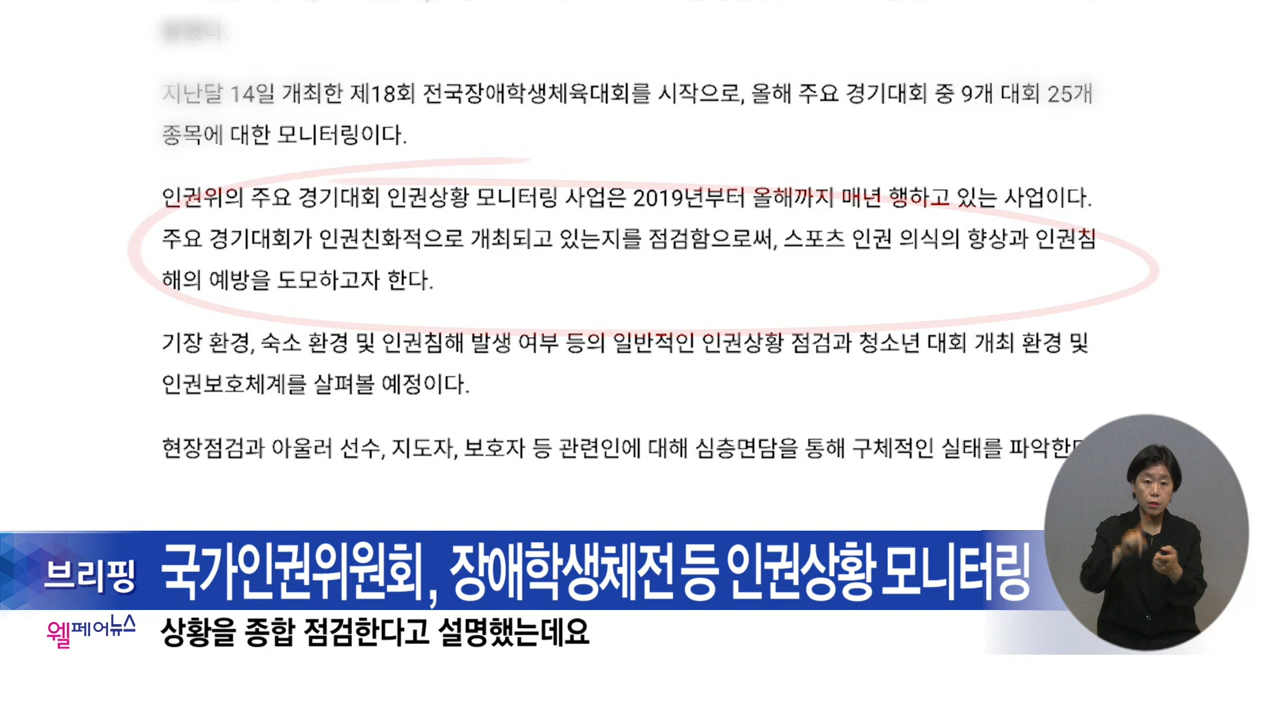 지난달 14일 개최한 제18회 전국장애학생체육대회를 시작으로, 올해 주요 경기대회 중 9개 대회 25개
종목에 대한 모니터링이다.
인권위의 주요 경기대회 인권상황 모니터링 사업은 2019년부터 올해까지 매년 행하고 있는 사업이다.
주요 경기대회가 인권친화적으로 개최되고 있는지를 점검함으로써, 스포츠 인권 의식의 향상과 인권침
해의 예방을 도모하고자 한다.
기장 환경, 숙소 환경 및 인권침해 발생 여부 등의 일반적인 인권상황 점검과 청소년 대회 개최 환경 및
인권보호체계를 살펴볼 예정이다.
현장점검과 아울러 선수, 지도자, 보호자 등 관련인에 대해 심층면담을 통해 구체적인 실태를
브리핑 국가인권위원회, 장애학생체전 등 인권상황 모니터링
웰페어뉴스 상황을 종합 점검한다고 설명했는데요